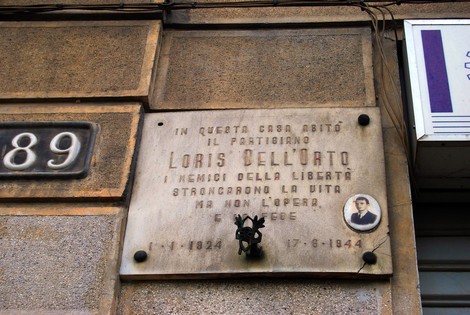 89
IN QUESTA CASA ABITÒ
IL PARTIGIANO
LORIS DELL'ORTO
I NEMICI DELLA LIBERTÀ
STRONCARONO LA VITA
MA NON L'OPERA
E FEDE
1-1-1924 17-6-1944